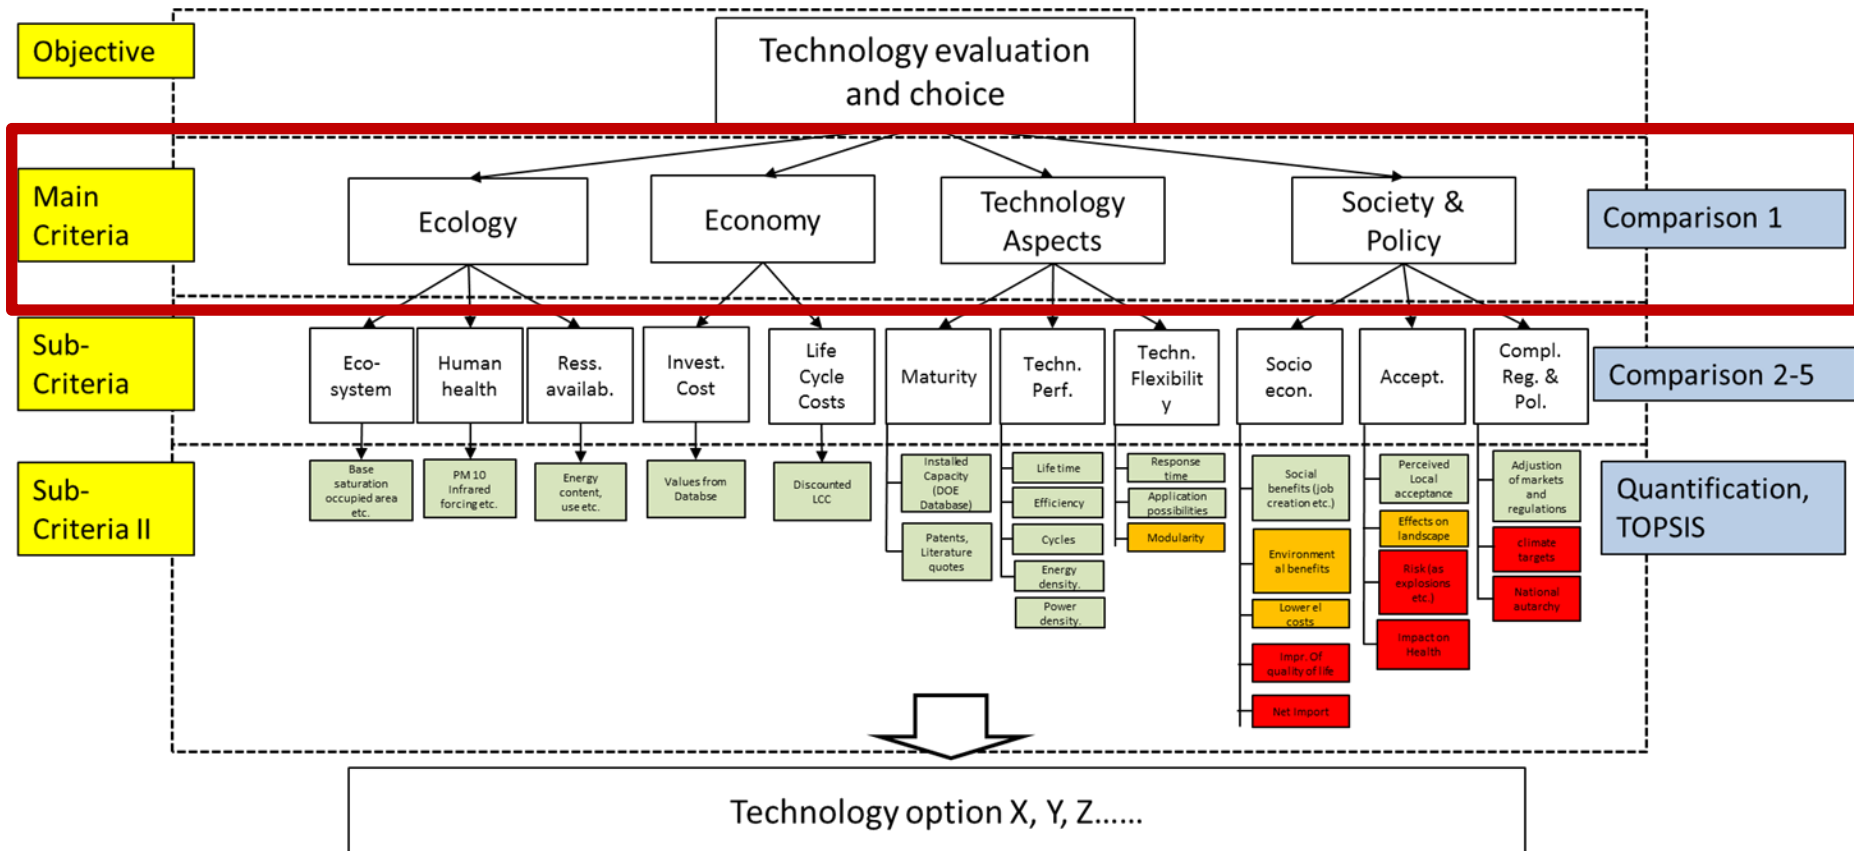 Objective
Technology evaluation
and choice
Main
Criteria
Ecology
Economy
Technology
Aspects
Society &
Policy
Comparison 1
Sub-
Criteria
Eco-
system
Human
health
Ress.
availab.
Invest.
Cost
Life
Cycle
Costs
Maturity
Techn.
Perf.
Techn.
Flexibilit
y
Socio
econ.
Accept.
Compl.
Reg. &
Pol.
Comparison 2-5
Sub-
Criteria II
Base
saturation
occupied area
etc.
PM 10
Infrared
forcing etc.
Energy
content,
use etc.
Values from
Databse
Discounted
LCC
Installed
Capacity
(DOE
Database)
Patents,
Literature
quotes
Life time
Efficiency
Cycles
Energy
density.
Power
density.
Response
time
Application
possibilities
Modularity
Social
benefits (job
creation etc.)
Environment
al benefits
Lower el
costs
Impr. Of
quality of life
Net Import
Perceived
Local
acceptance
Effects on
landscape
Risk (as
explosions
etc.)
Impact on
Health
Adjustion
of markets
and
regulations
climate
targets
National
autarchy
Quantification,
TOPSIS
Technology option X, Y, Z......